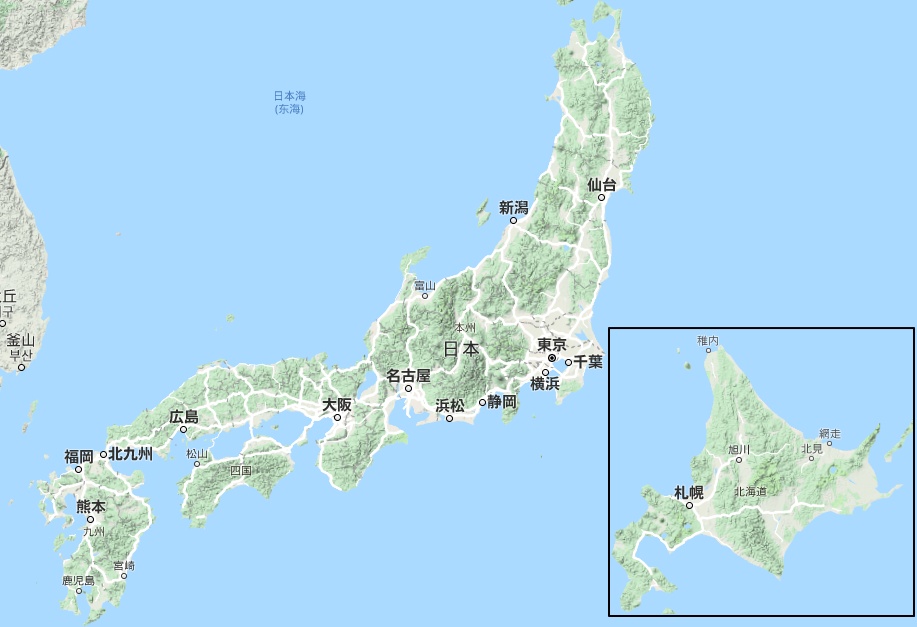 日本海
(东海)
仙台
新潟
富山
丘
구
本州
釜山
부산
日本
東京
稚内
千葉
名古屋
横浜
大阪
浜松
静岡
広島
網走
福岡
北九州
松山
旭川
北見
四国
札幌
北海道
熊本
九州
宮崎
鹿児島